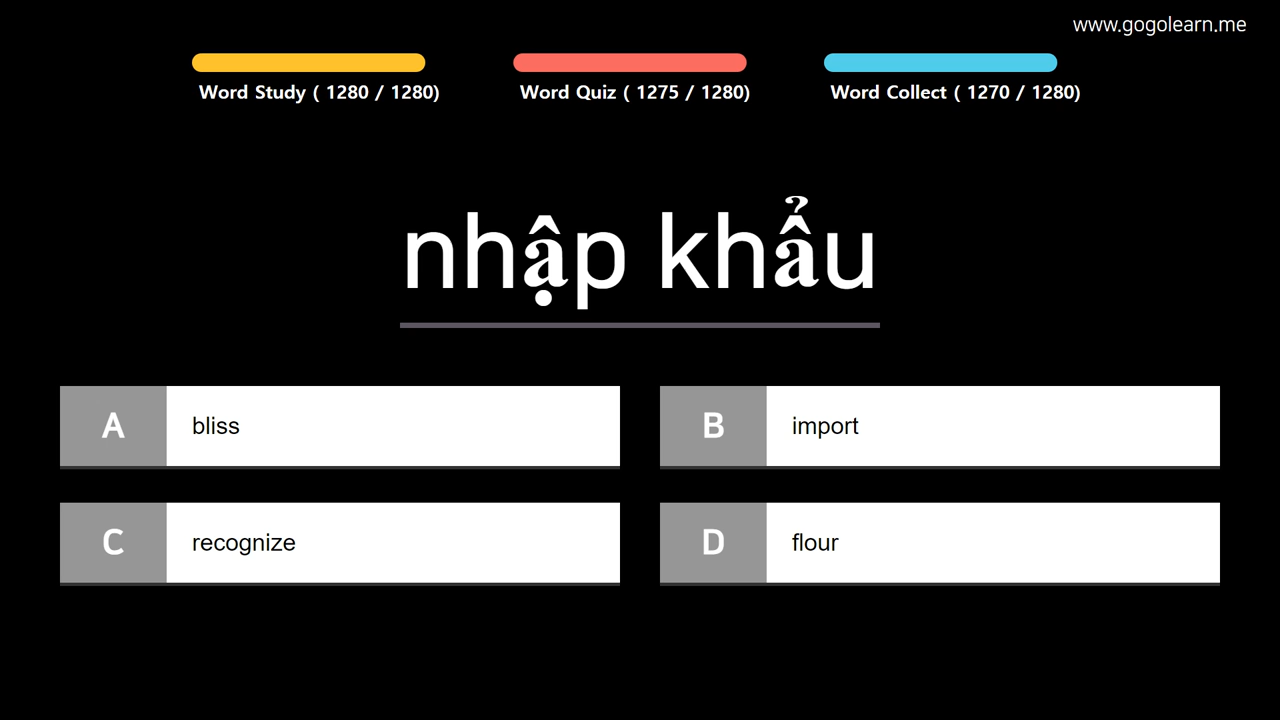 www.gogolearn.me
Word Study ( 1280 / 1280)
Word Quiz ( 1275 / 1280)
Word Collect ( 1270 / 1280)
nhập khẩu
A bliss
B import
C recognize
D flour